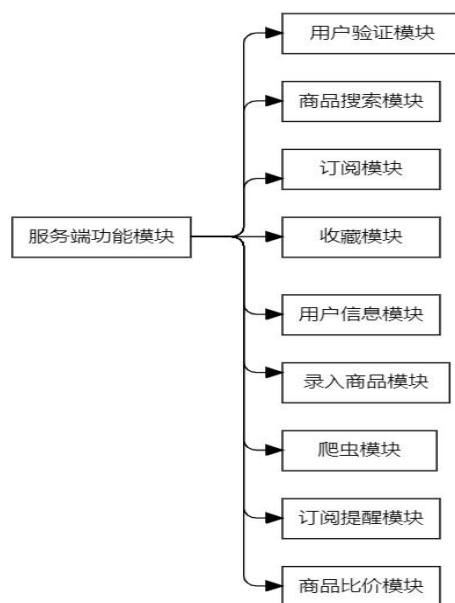 用户验证模块
商品搜索模块
订阅模块
服务端功能模块
收藏模块
用户信息模块
录入商品模块
爬虫模块
订阅提醒模块
商品比价模块